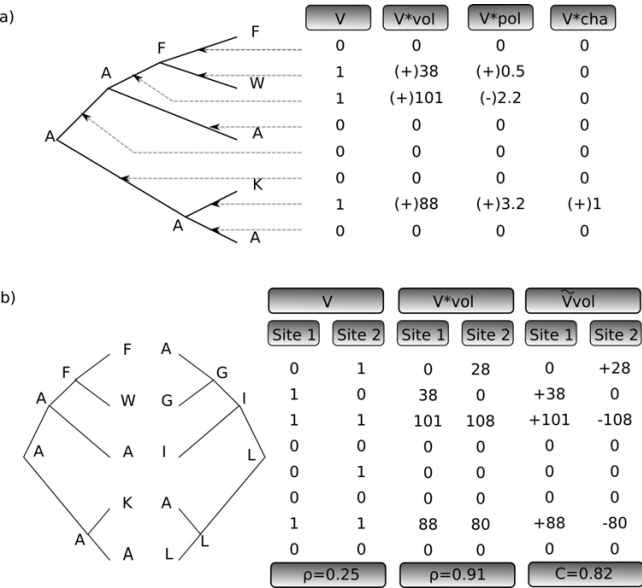 a)
V V*vol V*pol V*cha
F 0 0 0 0
F
1 (+)38 (+)0.5 0
A W
1 (+)101 (-)2.2 0
A 0 0 0 0
A
0 0 0 0
0 0 0 0
K
1 (+)88 (+)3.2 (+)1
A
A 0 0 0 0
b)
V V*vol Ṽvol
Site 1 Site 2 Site 1 Site 2 Site 1 Site 2
F A 0 1 0 28 0 +28
F G
A W G I 1 0 38 0 +38 0
1 1 101 108 +101 -108
A A I L 0 0 0 0 0 0
0 1 0 0 0 0
K A 0 0 0 0 0 0
1 1 88 80 +88 -80
A L
A L 0 0 0 0 0 0
ρ=0.25 ρ=0.91 C=0.82